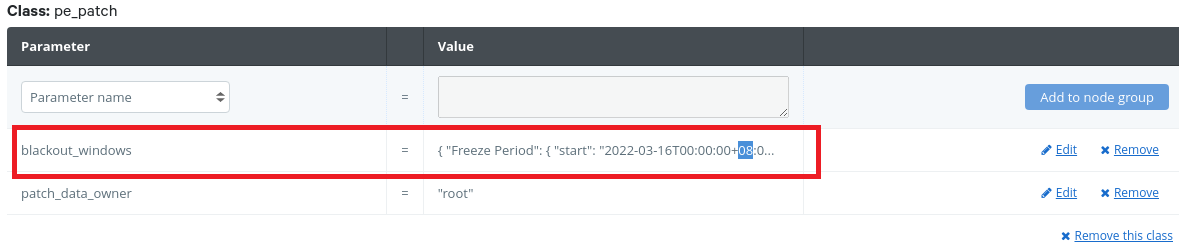 Class: pe_patch
Parameter Value
Parameter name = Add to node group
blackout_windows = { "Freeze Period": { "start": "2022-03-16T00:00:00+08:0... Edit Remove
patch_data_owner = "root" Edit Remove
Remove this class